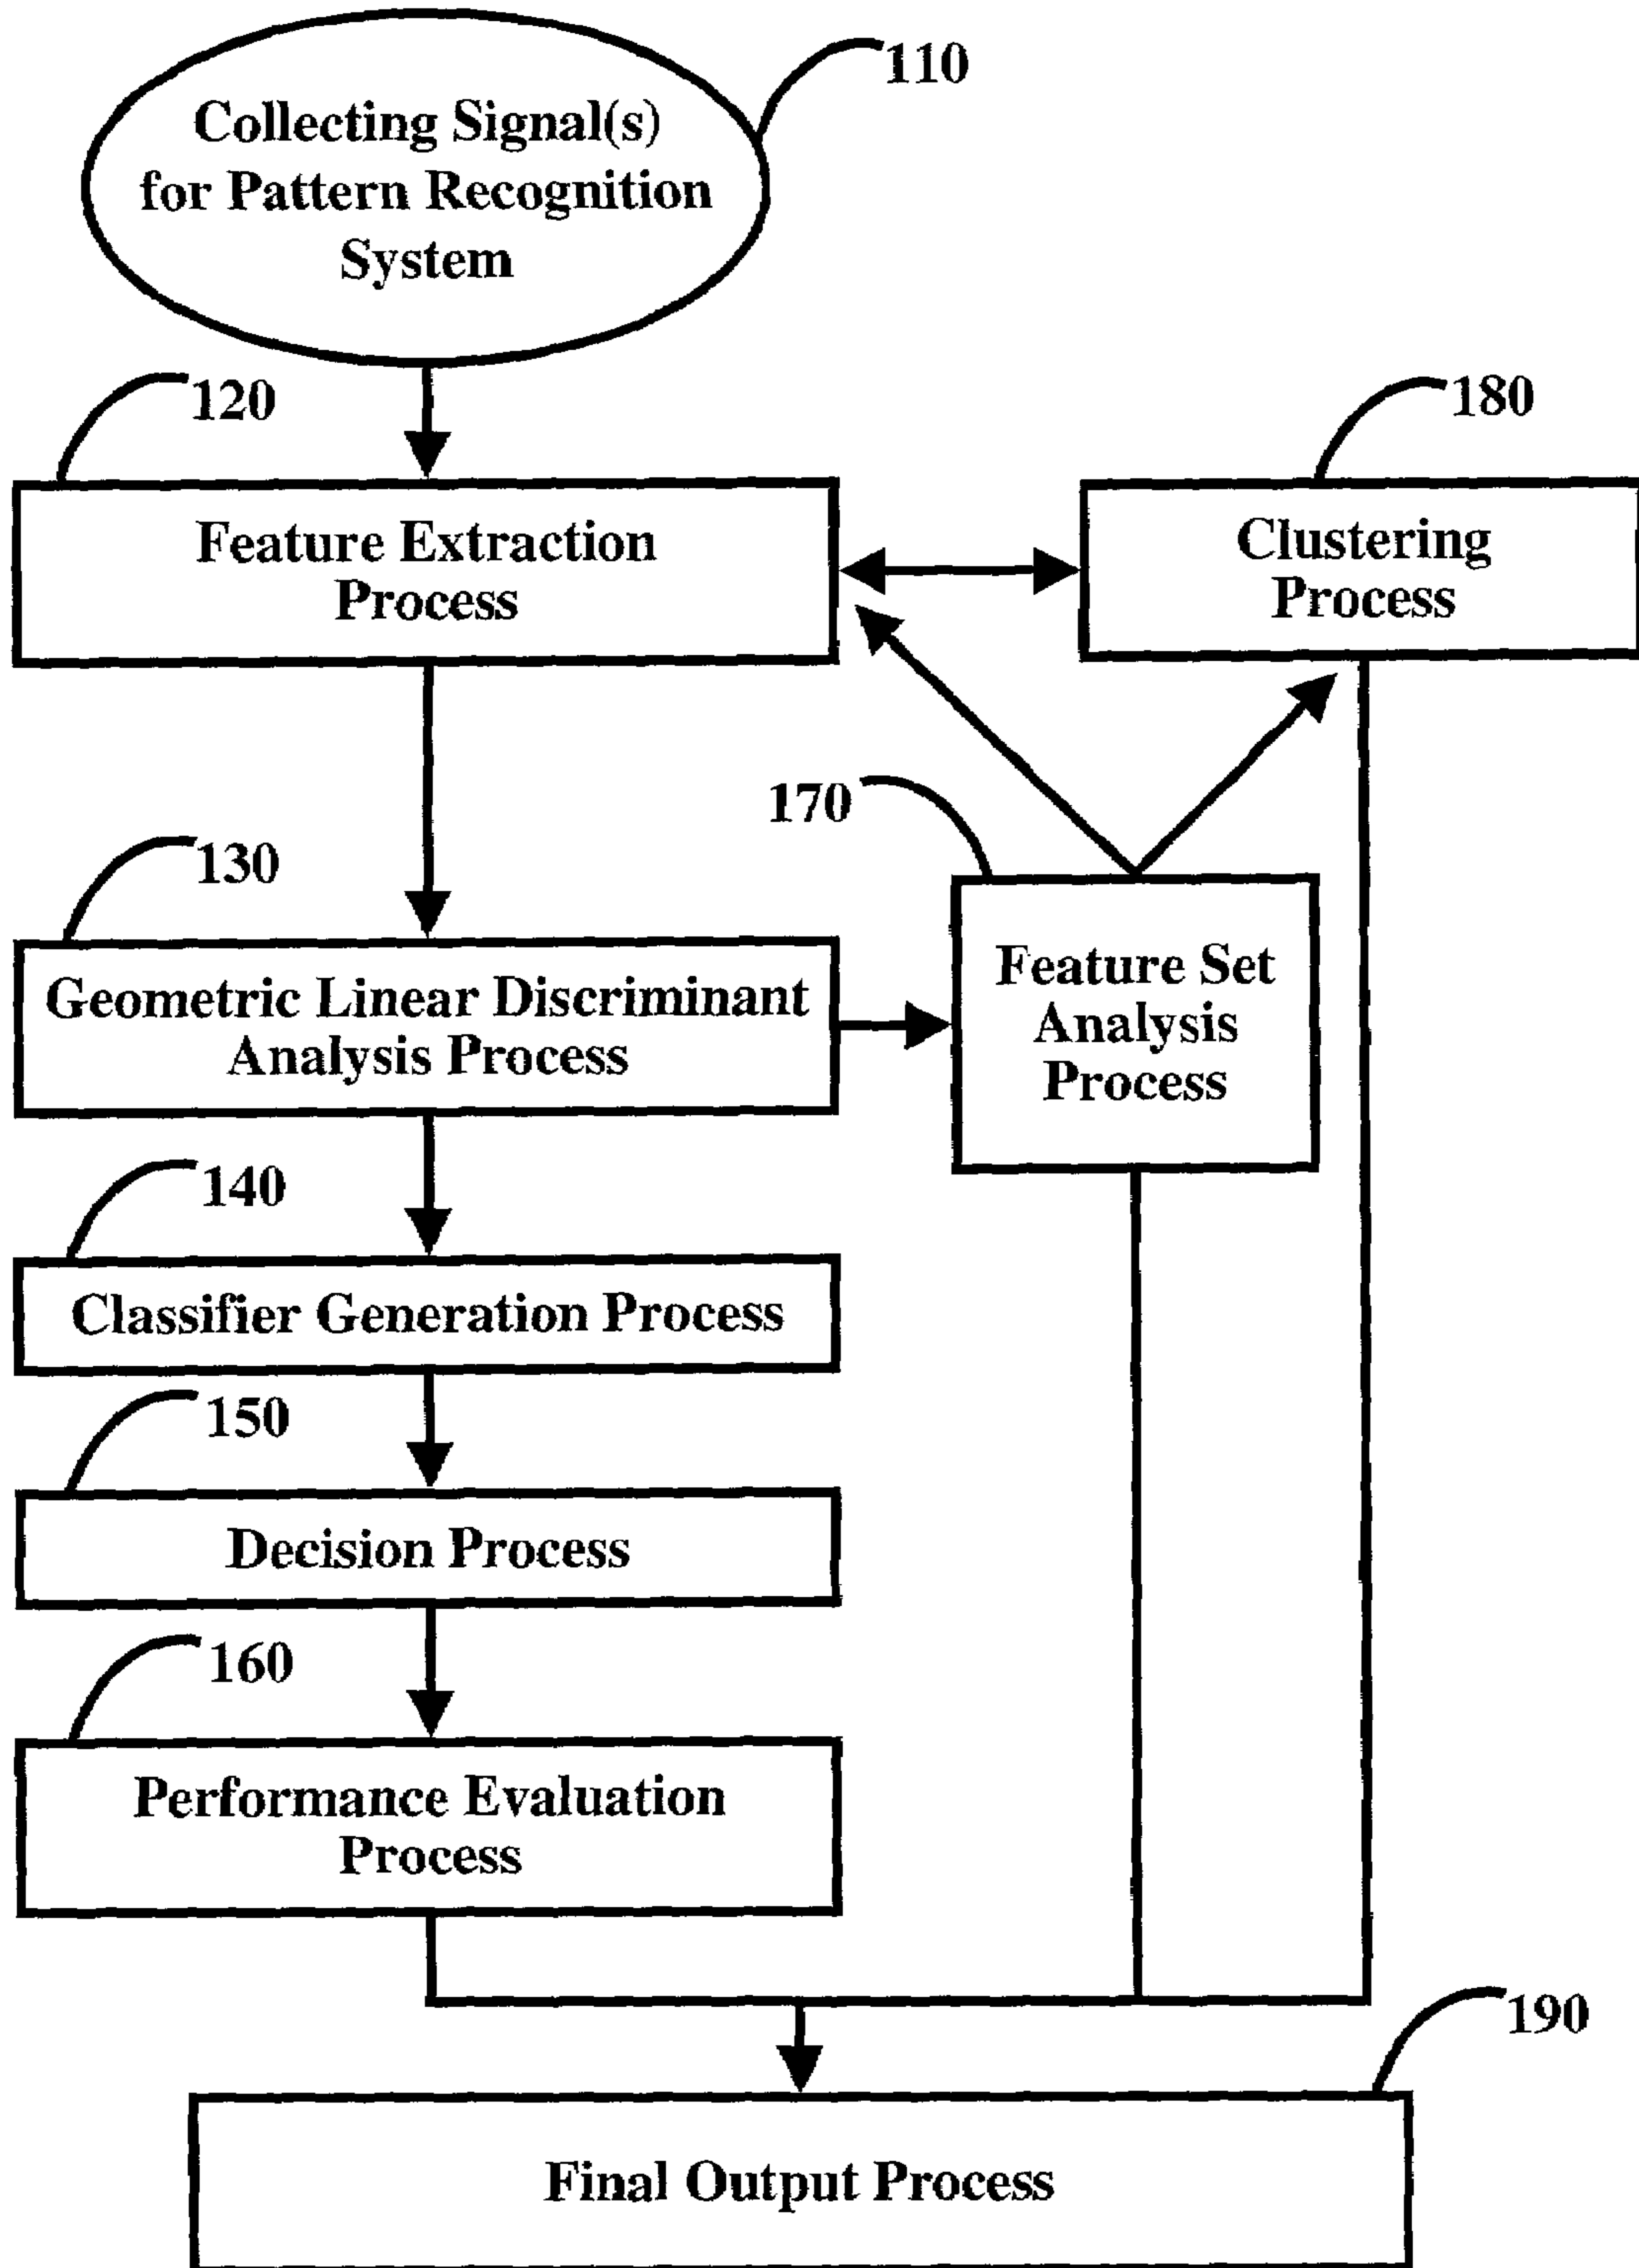 110
Collecting Signal(s)
for Pattern Recognition
System
120
180
Feature Extraction
Process
Clustering
Process
170
130
Feature Set
Analysis
Process
Geometric Linear Discriminant
Analysis Process
140
Classifier Generation Process
150
Decision Process
160
Performance Evaluation
Process
190
Final Output Process